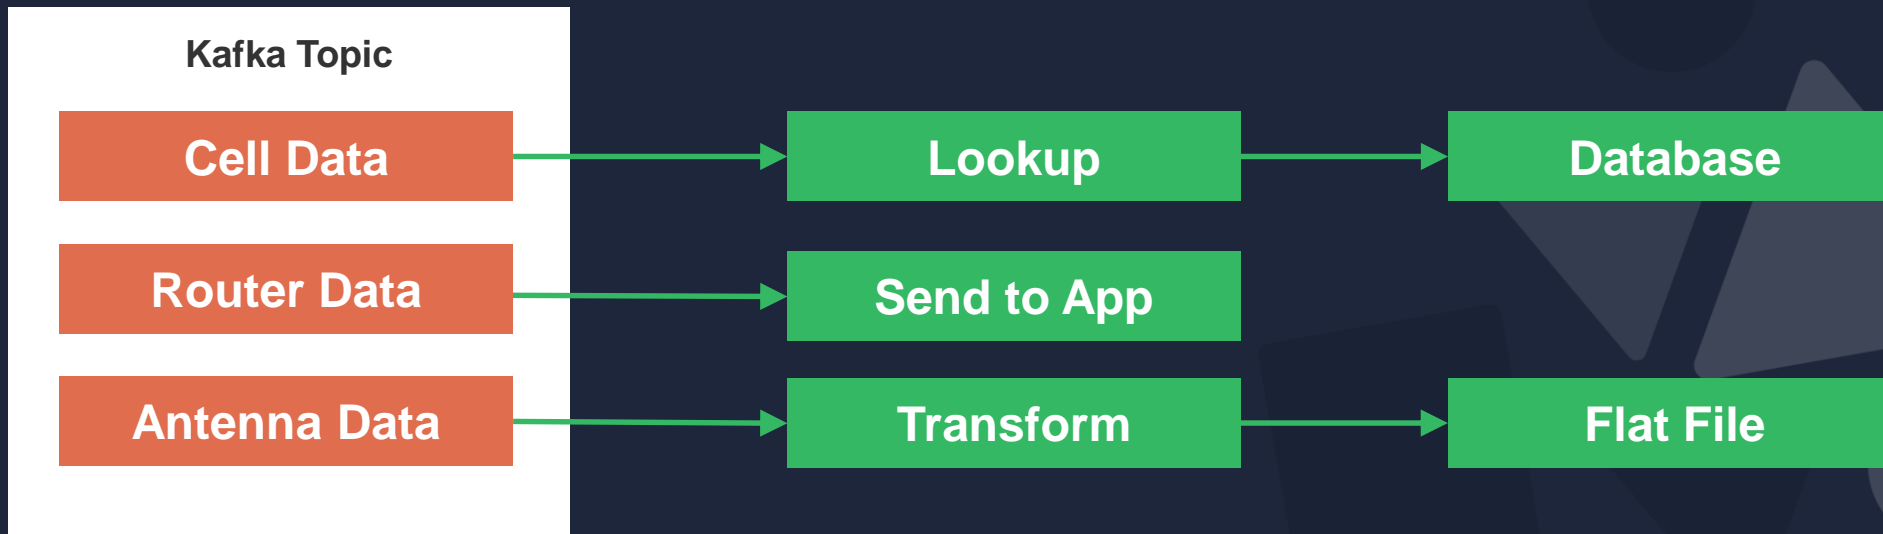 Kafka Topic
Cell Data
Lookup
Database
Router Data
Send to App
Antenna Data
Transform
Flat File